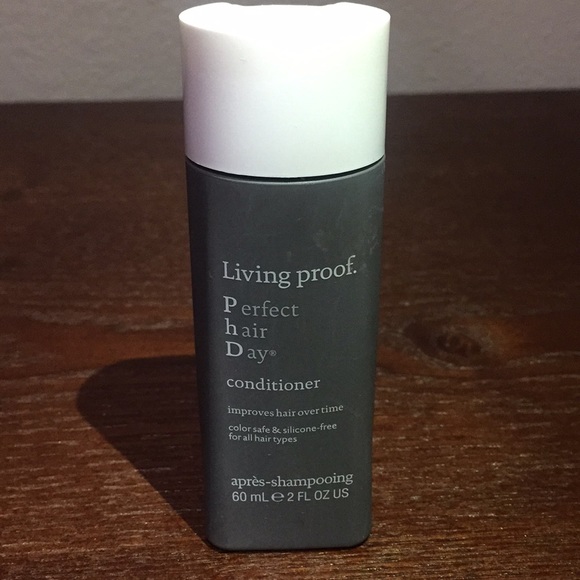 Living proof.
Perfect
hair
Day®
conditioner
improves hair over time
color safe & silicone-free
for all hair types
après-shampooing
60 mL ℮ 2 FL OZ US